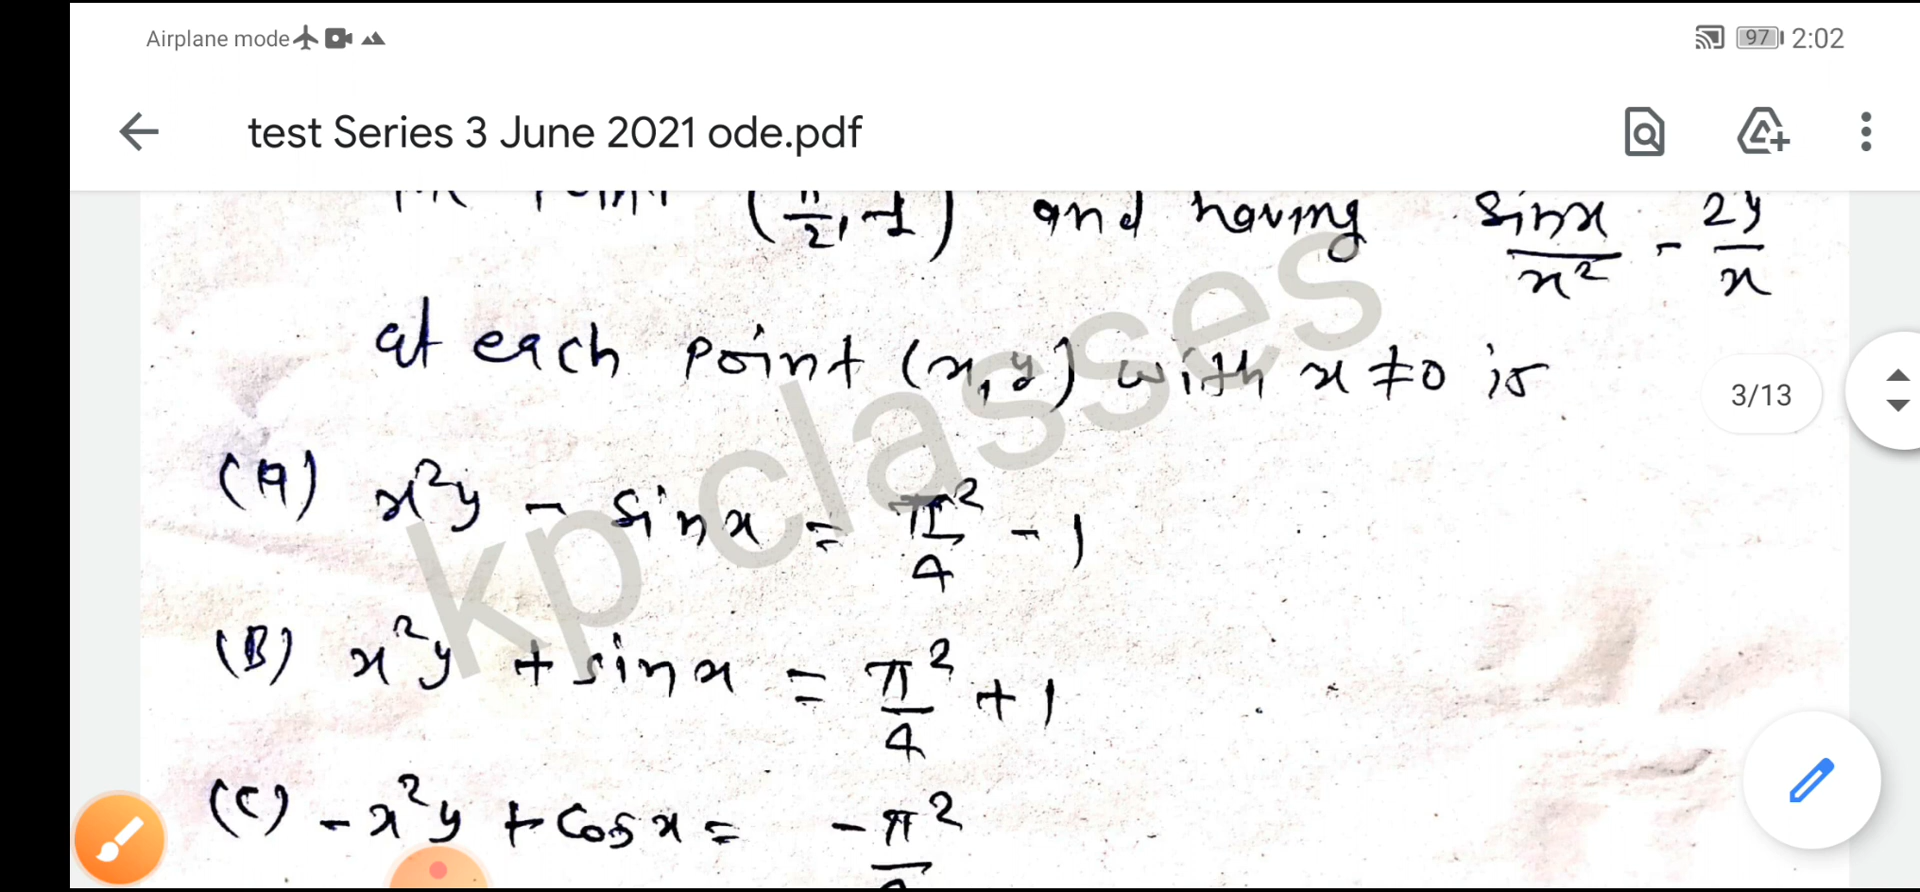 Airplane mode 97 2:02
test Series 3 June 2021 ode.pdf
(π/2, -1) and having sinx/x² - 2y/x
at each point (x, y) with x ≠ 0 is
3/13
(A) x²y - sinx = π²/4 - 1
(B) x²y + sinx = π²/4 + 1
(C) -x²y + cosx = -π²
kp classes